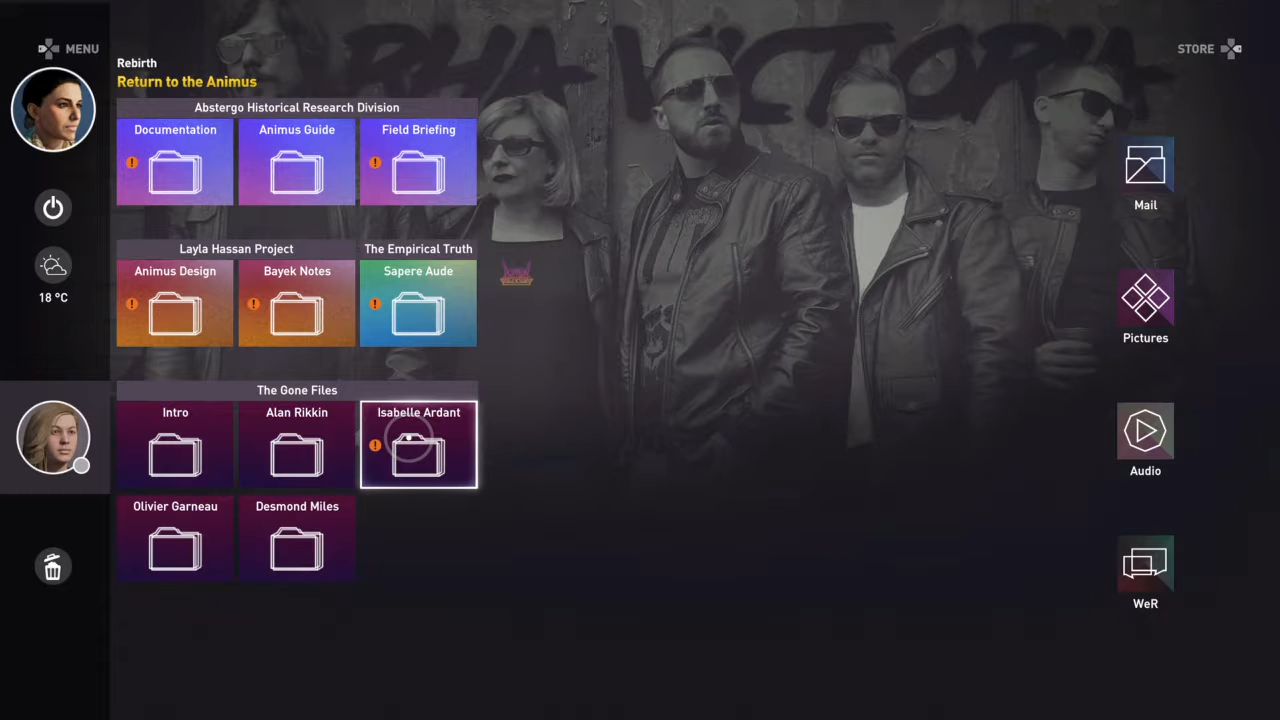 MENU
STORE
Rebirth
Return to the Animus
Abstergo Historical Research Division
Documentation
Animus Guide
Field Briefing
Layla Hassan Project
The Empirical Truth
Animus Design
Bayek Notes
Sapere Aude
18 °C
The Gone Files
Intro
Alan Rikkin
Isabelle Ardant
Olivier Garneau
Desmond Miles
Mail
Pictures
Audio
WeR